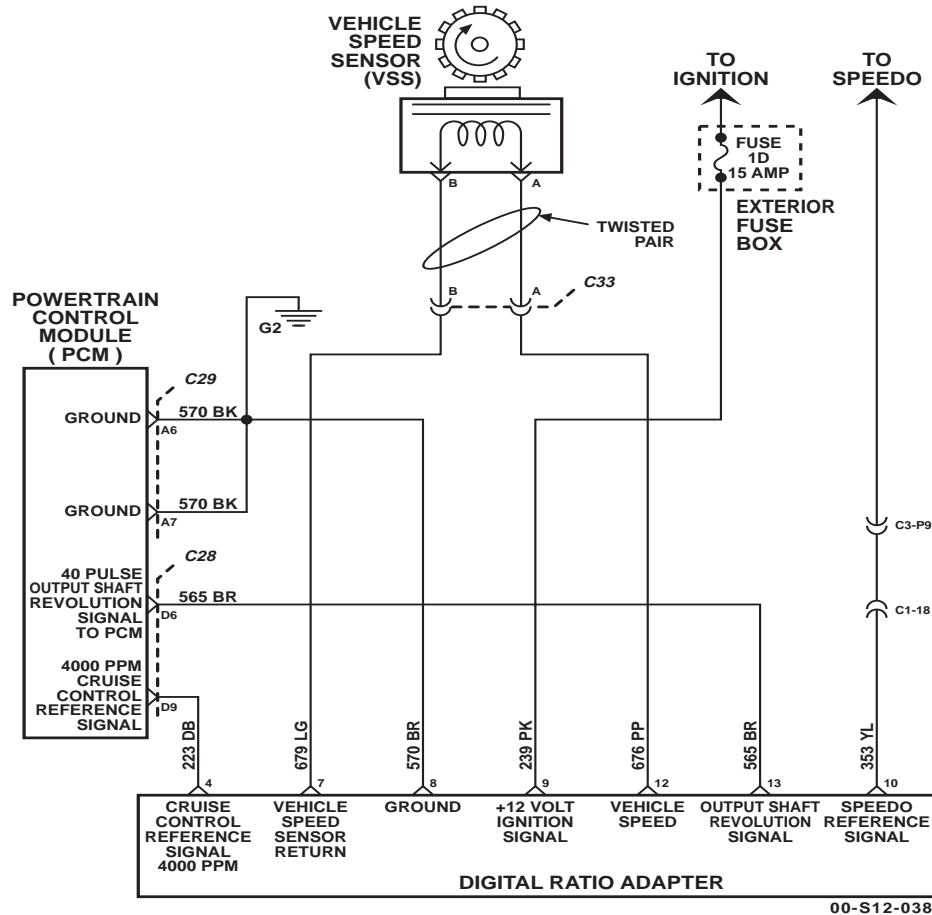 VEHICLE
SPEED
SENSOR
(VSS)
TO
IGNITION
TO
SPEEDO
FUSE
1D
15 AMP
EXTERIOR
FUSE
BOX
B
A
TWISTED
PAIR
B
A
C33
POWERTRAIN
CONTROL
MODULE
( PCM )
G2
C29
GROUND
570 BK
A6
GROUND
570 BK
A7
C28
40 PULSE
OUTPUT SHAFT
REVOLUTION
SIGNAL
TO PCM
565 BR
D6
4000 PPM
CRUISE
CONTROL
REFERENCE
SIGNAL
D9
C3-P9
C1-18
223 DB
679 LG
570 BR
239 PK
676 PP
565 BR
353 YL
4
7
8
9
12
13
10
CRUISE
CONTROL
REFERENCE
SIGNAL
4000 PPM
VEHICLE
SPEED
SENSOR
RETURN
GROUND
+12 VOLT
IGNITION
SIGNAL
VEHICLE
SPEED
OUTPUT SHAFT
REVOLUTION
SIGNAL
SPEEDO
REFERENCE
SIGNAL
DIGITAL RATIO ADAPTER
00-S12-038